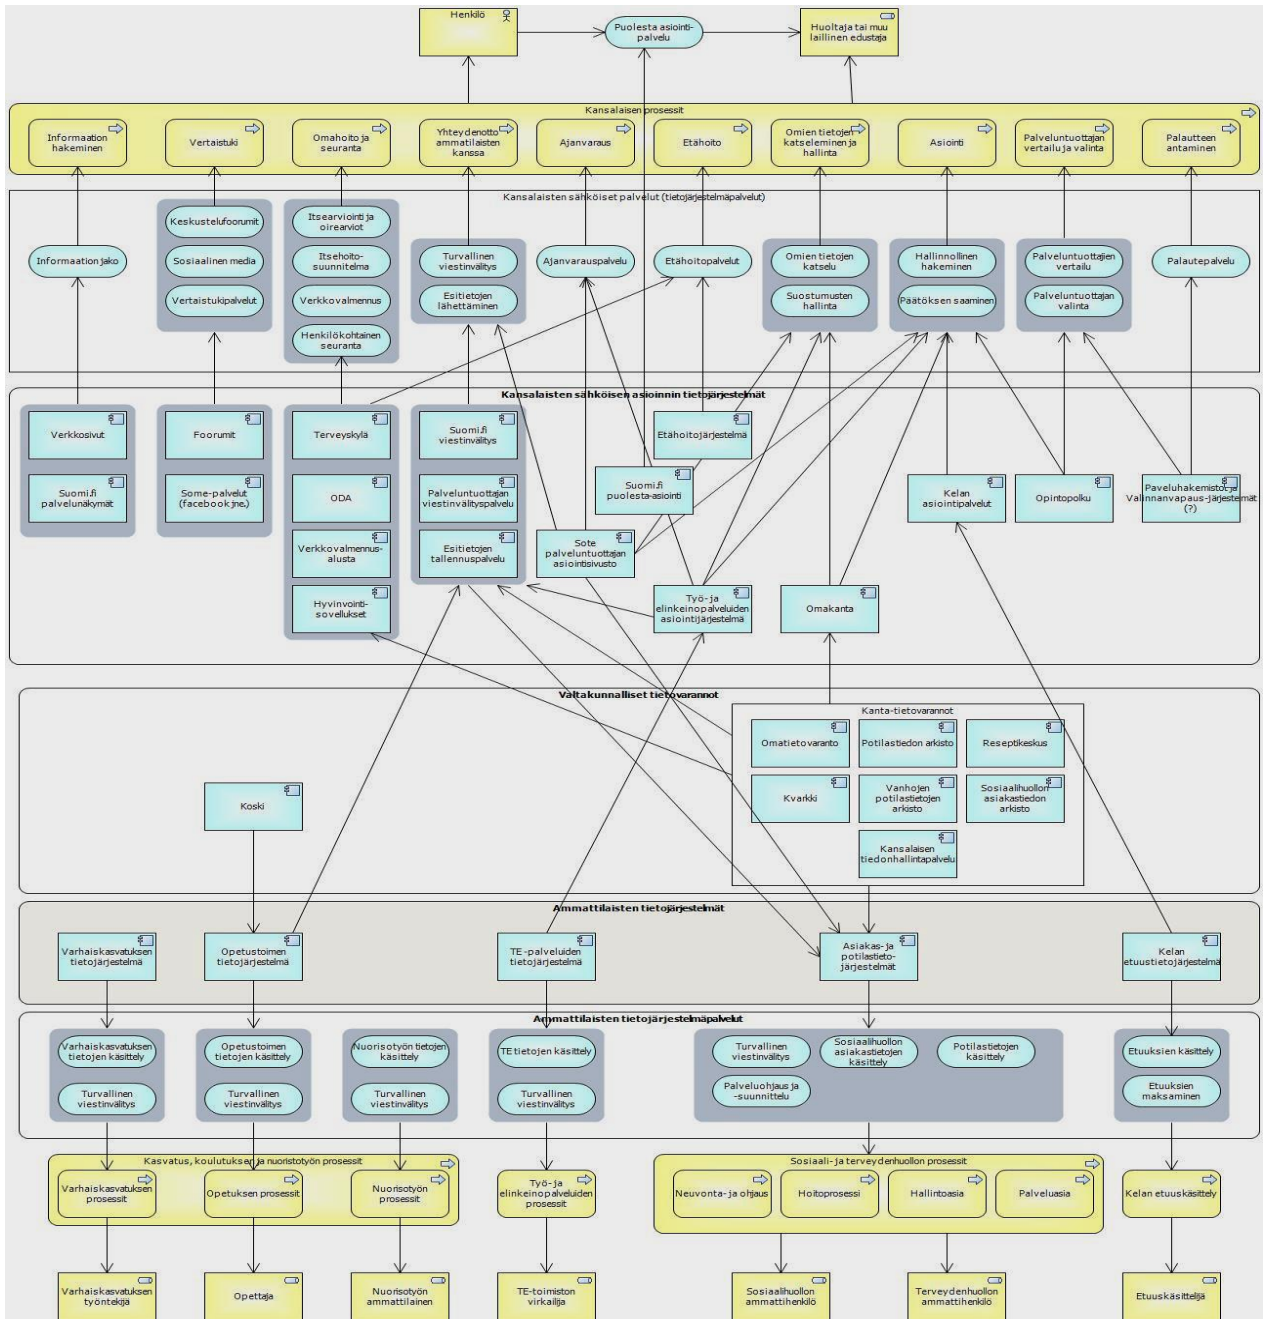 Henkilö
Puolesta asiointi-
palvelu
Huoltaja tai muu
laillinen edustaja
Kansalaisen prosessit
Informaation
hakeminen
Vertaistuki
Omahoito ja
seuranta
Yhteydenotto
ammatilaisten
kanssa
Ajanvaraus
Etähoito
Omien tietojen
katseleminen ja
hallinta
Asiointi
Palveluntuottajan
vertailu ja valinta
Palautteen
antaminen
Kansalaisten sähköiset palvelut (tietojärjestelmäpalvelut)
Informaation jako
Keskustelufoorumit
Sosiaalinen media
Vertaistukipalvelut
Itsearviointi ja
oirearviot
Itsehoito-
suunnitelma
Verkkovalmennus
Henkilökohtainen
seuranta
Turvallinen
viestinvälitys
Esitietojen
lähettäminen
Ajanvarauspalvelu
Etähoitopalvelut
Omien tietojen
katselu
Suostumusten
hallinta
Hallinnollinen
hakeminen
Päätöksen saaminen
Palveluntuottajien
vertailu
Palveluntuottajan
valinta
Palautepalvelu
Kansalaisten sähköisen asioinnin tietojärjestelmät
Verkkosivut
Suomi.fi
palvelunäkymät
Foorumit
Some-palvelut
(facebook jne.)
Terveyskylä
ODA
Verkkovalmennus-
alusta
Hyvinvointi-
sovellukset
Suomi.fi
viestinvälitys
Palveluntuottajan
viestinvälityspalvelu
Esitietojen
tallennuspalvelu
Sote
palveluntuottajan
asiointisivusto
Etähoitojärjestelmä
Suomi.fi
puolesta-asiointi
Työ- ja
elinkeinopalveluiden
asiointijärjestelmä
Omakanta
Kelan
asiointipalvelut
Opintopolku
Paveluhakemistot ja
Valinnanvapaus-järjestelmät
(?)
Valtakunnalliset tietovarannot
Koski
Kanta-tietovarannot
Omatietovaranto
Potilastiedon arkisto
Reseptikeskus
Kvarkki
Vanhojen
potilastietojen
arkisto
Sosiaalihuollon
asiakastiedon
arkisto
Kansalaisen
tiedonhallintapalvelu
Ammattilaisten tietojärjestelmät
Varhaiskasvatuksen
tietojärjestelmä
Opetustoimen
tietojärjestelmä
TE-palveluiden
tietojärjestelmä
Asiakas- ja
potilastieto-
järjestelmät
Kelan
etuustietojärjestelmä
Ammattilaisten tietojärjestelmäpalvelut
Varhaiskasvatuksen
tietojen käsittely
Turvallinen
viestinvälitys
Opetustoimen
tietojen käsittely
Turvallinen
viestinvälitys
Nuorisotyön tietojen
käsittely
Turvallinen
viestinvälitys
TE tietojen käsittely
Turvallinen
viestinvälitys
Turvallinen
viestinvälitys
Sosiaalihuollon
asiakastietojen
käsittely
Potilastietojen
käsittely
Palveluohjaus ja
-suunnittelu
Etuuksien käsittely
Etuuksien
maksaminen
Kasvatus, koulutuksen ja nuoristotyön prosessit
Varhaiskasvatuksen
prosessit
Opetuksen prosessit
Nuorisotyön
prosessit
Työ- ja
elinkeinopalveluiden
prosessit
Sosiaali- ja terveydenhuollon prosessit
Neuvonta- ja ohjaus
Hoitoprosessi
Hallintoasia
Palveluasia
Kelan etuuskäsittely
Varhaiskasvatuksen
työntekijä
Opettaja
Nuorisotyön
ammattilainen
TE-toimiston
virkailija
Sosiaalihuollon
ammattihenkilö
Terveydenhuollon
ammattihenkilö
Etuuskäsittelijä